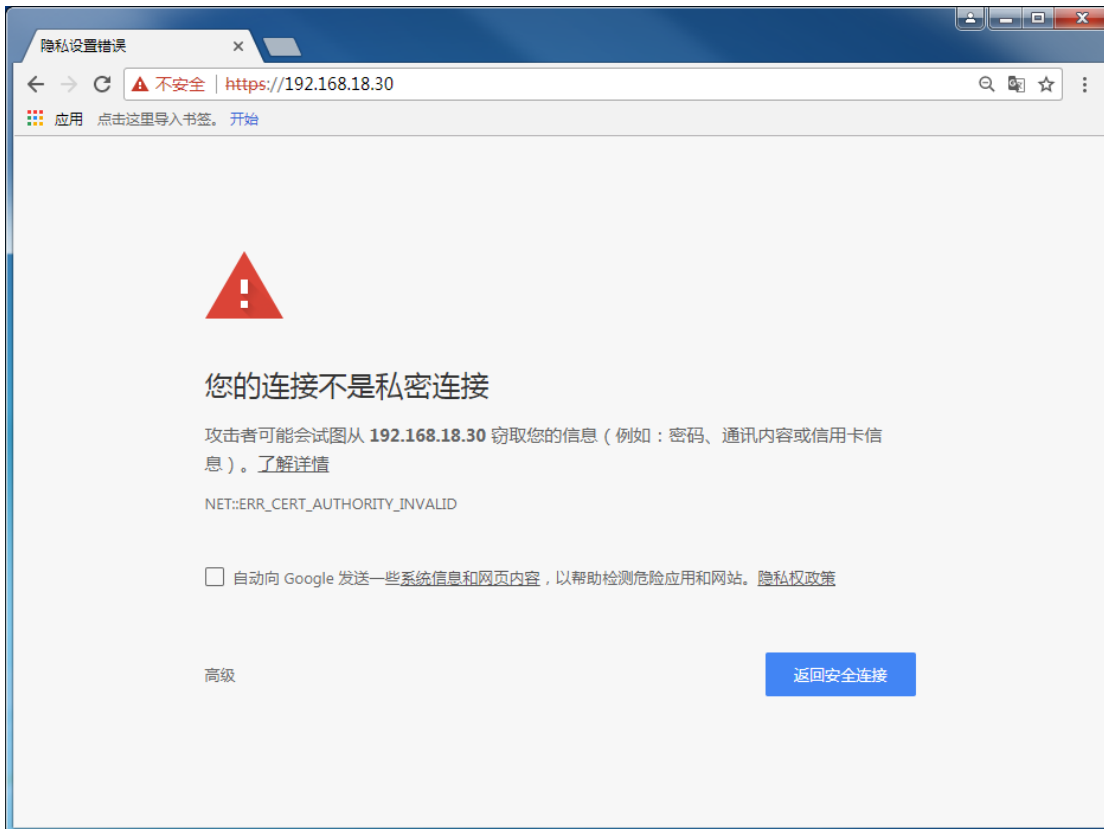 隐私设置错误
不安全 | https://192.168.18.30
应用 点击这里导入书签。 开始
您的连接不是私密连接
攻击者可能会试图从 192.168.18.30 窃取您的信息（例如：密码、通讯内容或信用卡信
息）。了解详情
NET::ERR_CERT_AUTHORITY_INVALID
自动向 Google 发送一些系统信息和网页内容，以帮助检测危险应用和网站。隐私权政策
高级 返回安全连接